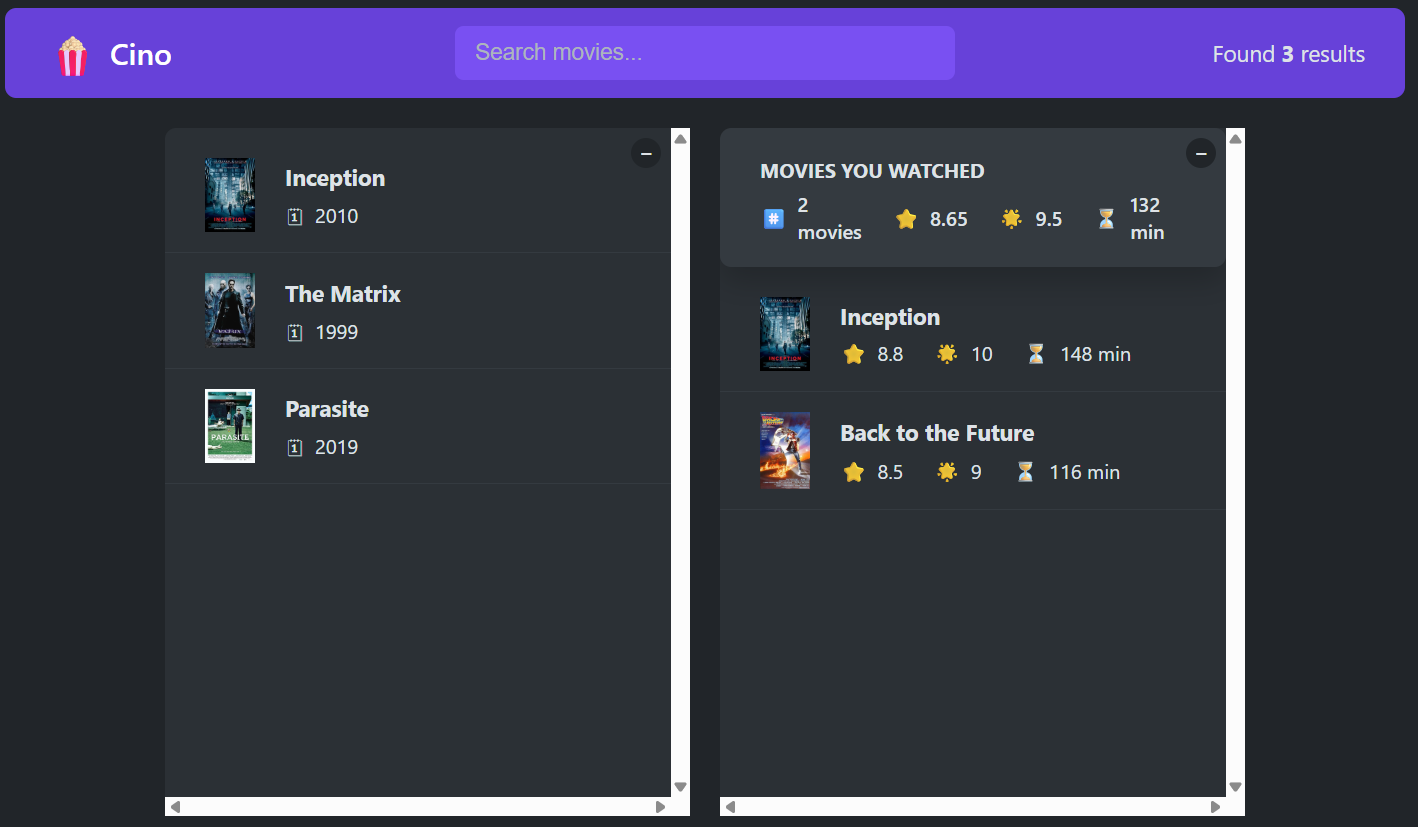 Cino
Search movies...
Found 3 results
–
Inception
2010
The Matrix
1999
Parasite
2019
–
MOVIES YOU WATCHED
2 movies 8.65 9.5 132 min
Inception
8.8 10 148 min
Back to the Future
8.5 9 116 min
INCEPTION
PARASITE